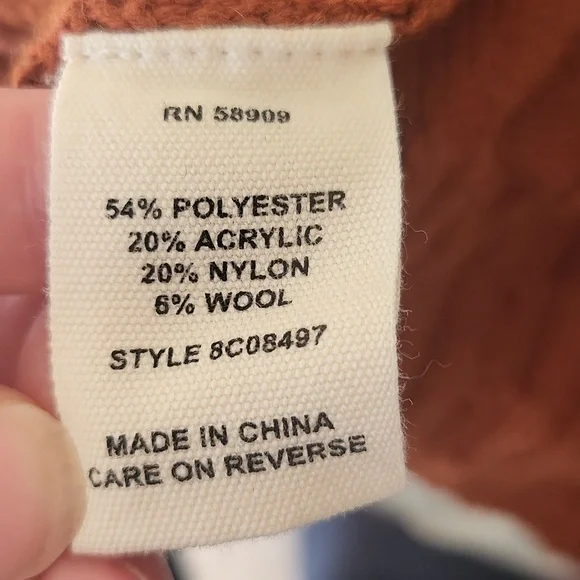 RN 58909
54% POLYESTER
20% ACRYLIC
20% NYLON
6% WOOL
STYLE 8C08497
MADE IN CHINA
CARE ON REVERSE